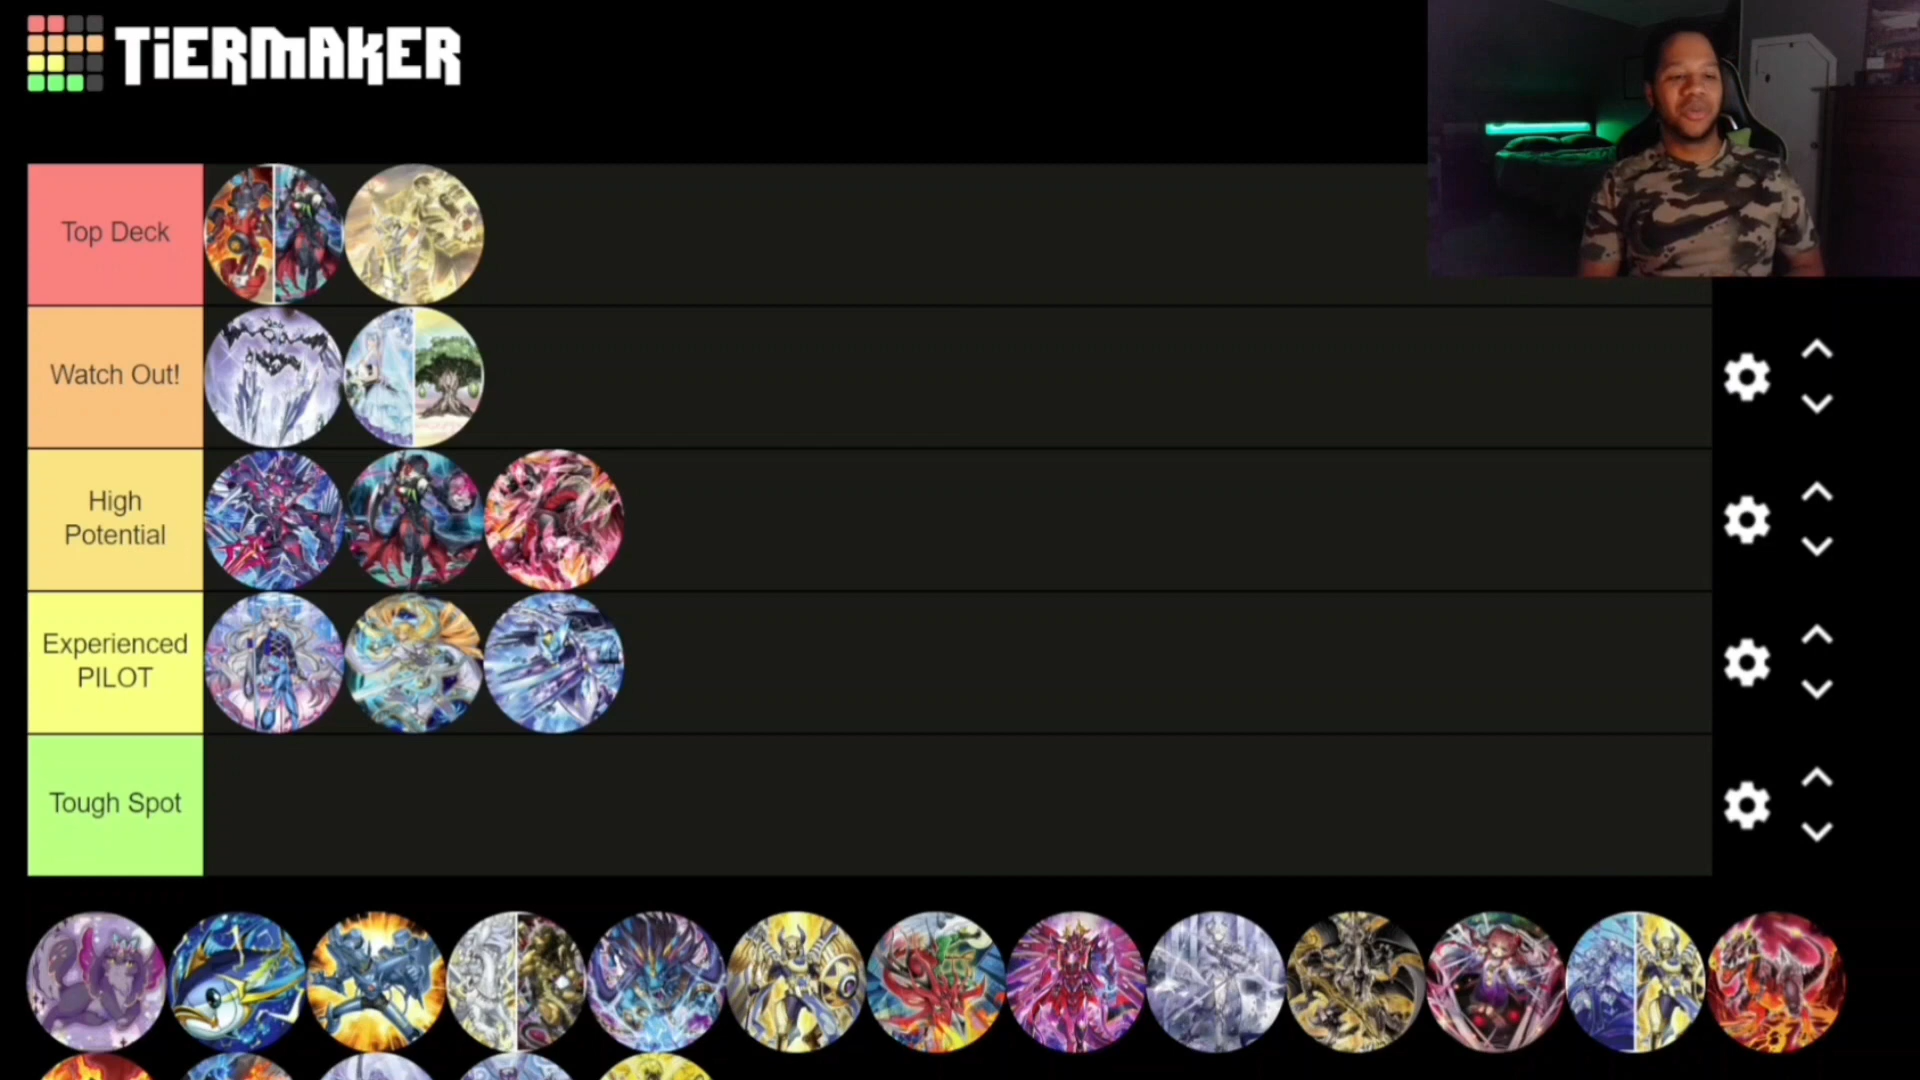 TiERMAKER
Top Deck
Watch Out!
High
Potential
Experienced
PILOT
Tough Spot